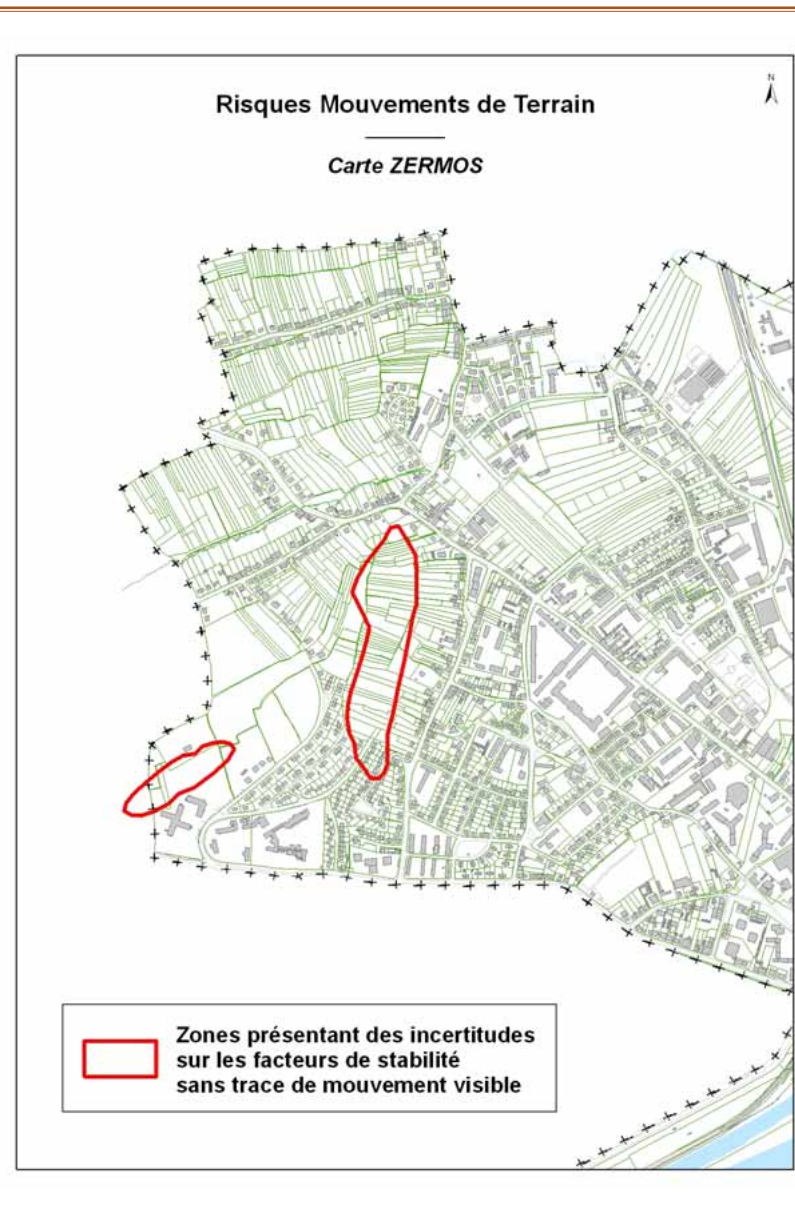 N
Risques Mouvements de Terrain
Carte ZERMOS
Zones présentant des incertitudes
sur les facteurs de stabilité
sans trace de mouvement visible